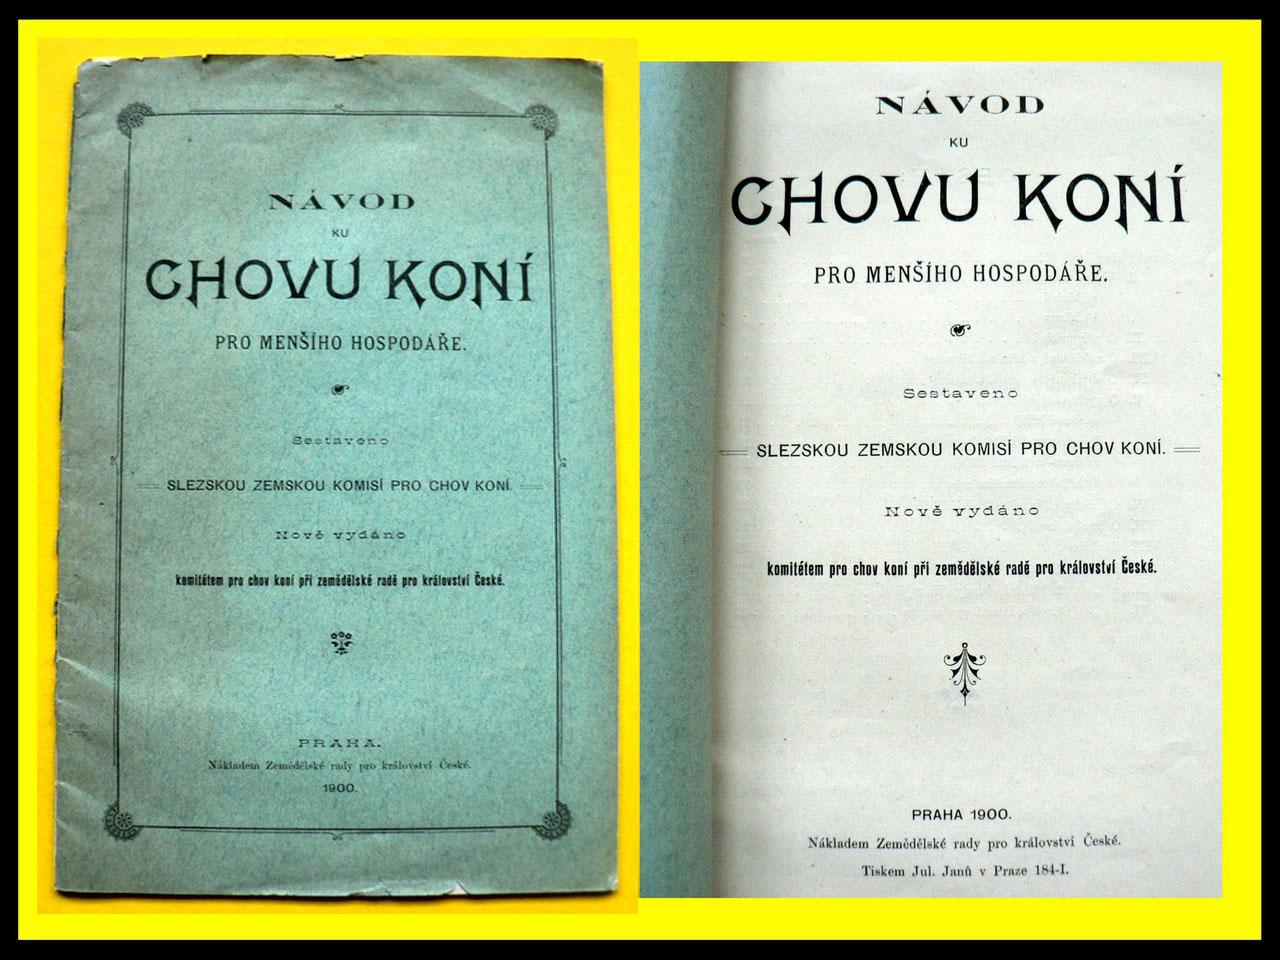 NÁVOD
KU
CHOVU KONÍ
PRO MENŠÍHO HOSPODÁŘE.
Sestaveno
SLEZSKOU ZEMSKOU KOMISÍ PRO CHOV KONÍ.
Nově vydáno
komitétem pro chov koní při zemědělské radě pro království České.
PRAHA.
Nákladem Zemědělské rady pro království České.
1900.
NÁVOD
KU
CHOVU KONÍ
PRO MENŠÍHO HOSPODÁŘE.
Sestaveno
SLEZSKOU ZEMSKOU KOMISÍ PRO CHOV KONÍ.
Nově vydáno
komitétem pro chov koní při zemědělské radě pro království České.
PRAHA 1900.
Nákladem Zemědělské rady pro království České.
Tiskem Jul. Janů v Praze 184-I.